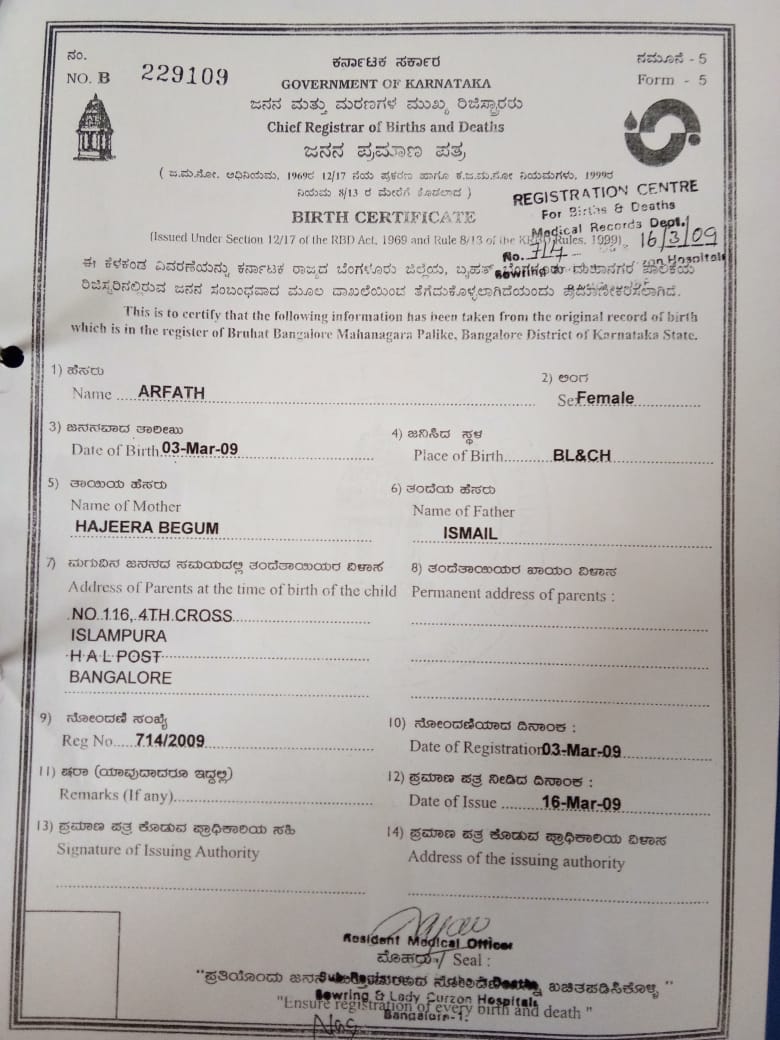 ನಂ.
NO. B 229109
ಕರ್ನಾಟಕ ಸರ್ಕಾರ
GOVERNMENT OF KARNATAKA
ನಮೂನೆ - 5
Form - 5
ಜನನ ಮತ್ತು ಮರಣಗಳ ಮುಖ್ಯ ರಿಜಿಸ್ಟ್ರಾರರು
Chief Registrar of Births and Deaths
ಜನನ ಪ್ರಮಾಣ ಪತ್ರ
( ಜ.ಮ.ನೋ. ಅಧಿನಿಯಮ, 1969ರ 12/17 ನೆಯ ಪ್ರಕರಣ ಹಾಗೂ ಕ.ಜ.ಮ.ನೋ ನಿಯಮಗಳು, 1999ರ
ನಿಯಮ 8/13 ರ ಮೇರೆಗೆ ಕೊಡಲಾದ )
REGISTRATION CENTRE
For Births & Deaths
Medical Records Dept.
No. 714 16/3/09
Bowring Hospitals
BIRTH CERTIFICATE
(Issued Under Section 12/17 of the RBD Act, 1969 and Rule 8/13 of the KRBD Rules, 1999)
ಈ ಕೆಳಕಂಡ ವಿವರಣೆಯನ್ನು ಕರ್ನಾಟಕ ರಾಜ್ಯದ ಬೆಂಗಳೂರು ಜಿಲ್ಲೆಯ, ಬೃಹತ್ ಬೆಂಗಳೂರು ಮಹಾನಗರ ಪಾಲಿಕೆಯ
ರಿಜಿಸ್ಟರಿನಲ್ಲಿರುವ ಜನನ ಸಂಬಂಧವಾದ ಮೂಲ ದಾಖಲೆಯಿಂದ ತೆಗೆದುಕೊಳ್ಳಲಾಗಿದೆಯೆಂದು ಪ್ರಮಾಣೀಕರಿಸಲಾಗಿದೆ.
This is to certify that the following information has been taken from the original record of birth
which is in the register of Bruhat Bangalore Mahanagara Palike, Bangalore District of Karnataka State.
1) ಹೆಸರು
Name ARFATH
2) ಲಿಂಗ
Sex Female
3) ಜನನವಾದ ತಾರೀಖು
Date of Birth 03-Mar-09
4) ಜನಿಸಿದ ಸ್ಥಳ
Place of Birth BL&CH
5) ತಾಯಿಯ ಹೆಸರು
Name of Mother
HAJEERA BEGUM
6) ತಂದೆಯ ಹೆಸರು
Name of Father
ISMAIL
7) ಮಗುವಿನ ಜನನದ ಸಮಯದಲ್ಲಿ ತಂದೆತಾಯಿಯರ ವಿಳಾಸ
Address of Parents at the time of birth of the child
NO.116, 4TH CROSS
ISLAMPURA
H A L POST
BANGALORE
8) ತಂದೆತಾಯಿಯರ ಖಾಯಂ ವಿಳಾಸ
Permanent address of parents :
9) ನೋಂದಣಿ ಸಂಖ್ಯೆ
Reg No. 714/2009
10) ನೋಂದಣಿಯಾದ ದಿನಾಂಕ :
Date of Registration 03-Mar-09
11) ಷರಾ (ಯಾವುದಾದರೂ ಇದ್ದಲ್ಲಿ)
Remarks (If any)
12) ಪ್ರಮಾಣ ಪತ್ರ ನೀಡಿದ ದಿನಾಂಕ :
Date of Issue 16-Mar-09
13) ಪ್ರಮಾಣ ಪತ್ರ ಕೊಡುವ ಪ್ರಾಧಿಕಾರಿಯ ಸಹಿ
Signature of Issuing Authority
14) ಪ್ರಮಾಣ ಪತ್ರ ಕೊಡುವ ಪ್ರಾಧಿಕಾರಿಯ ವಿಳಾಸ
Address of the issuing authority
Resident Medical Officer
ಮೊಹರು / Seal :
"ಪ್ರತಿಯೊಂದು ಜನನ ನೋಂದಣಿ ಖಚಿತಪಡಿಸಿಕೊಳ್ಳಿ "
Bowring & Lady Curzon Hospitals
"Ensure registration of every birth and death "
Bangalore-1.